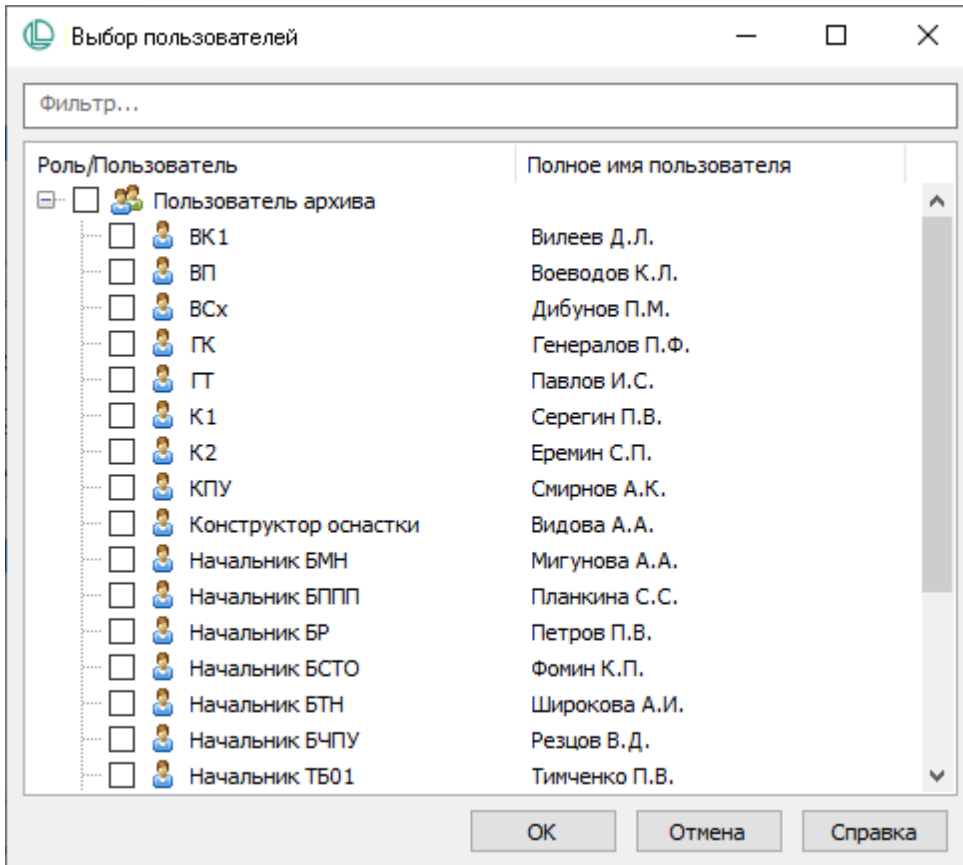 Выбор пользователей
Фильтр...
Роль/Пользователь Полное имя пользователя
Пользователь архива
ВК1 Вилеев Д.Л.
ВП Воеводов К.Л.
ВСх Дибунов П.М.
ГК Генералов П.Ф.
ГТ Павлов И.С.
К1 Серегин П.В.
К2 Еремин С.П.
КПУ Смирнов А.К.
Конструктор оснастки Видова А.А.
Начальник БМН Мигунова А.А.
Начальник БППП Планкина С.С.
Начальник БР Петров П.В.
Начальник БСТО Фомин К.П.
Начальник БТН Широкова А.И.
Начальник БЧПУ Резцов В.Д.
Начальник ТБ01 Тимченко П.В.
ОК Отмена Справка